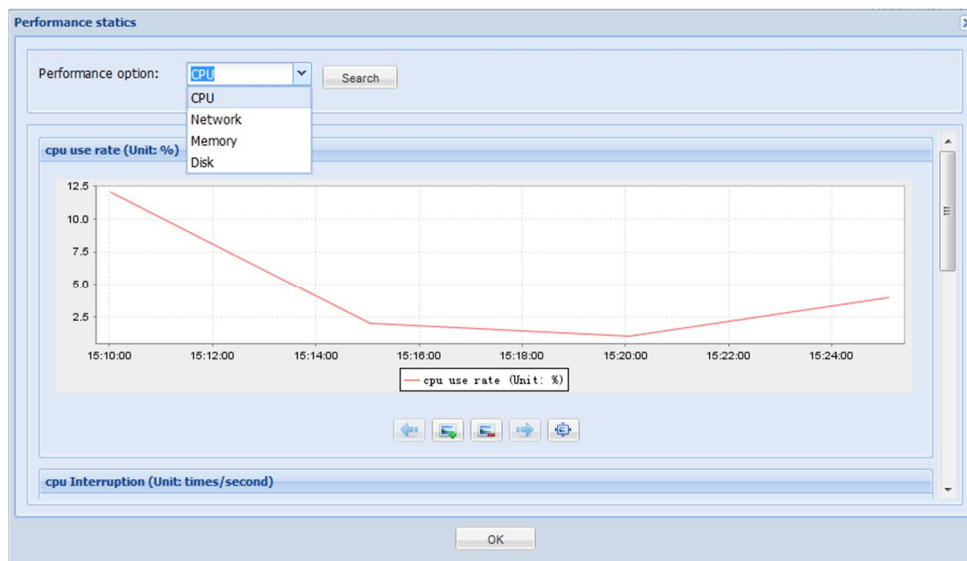 Performance statics
Performance option:
CPU
Search
CPU
Network
Memory
Disk
cpu use rate (Unit: %)
12.5
10.0
7.5
5.0
2.5
15:10:00 15:12:00 15:14:00 15:16:00 15:18:00 15:20:00 15:22:00 15:24:00
cpu use rate (Unit: %)
cpu Interruption (Unit: times/second)
OK